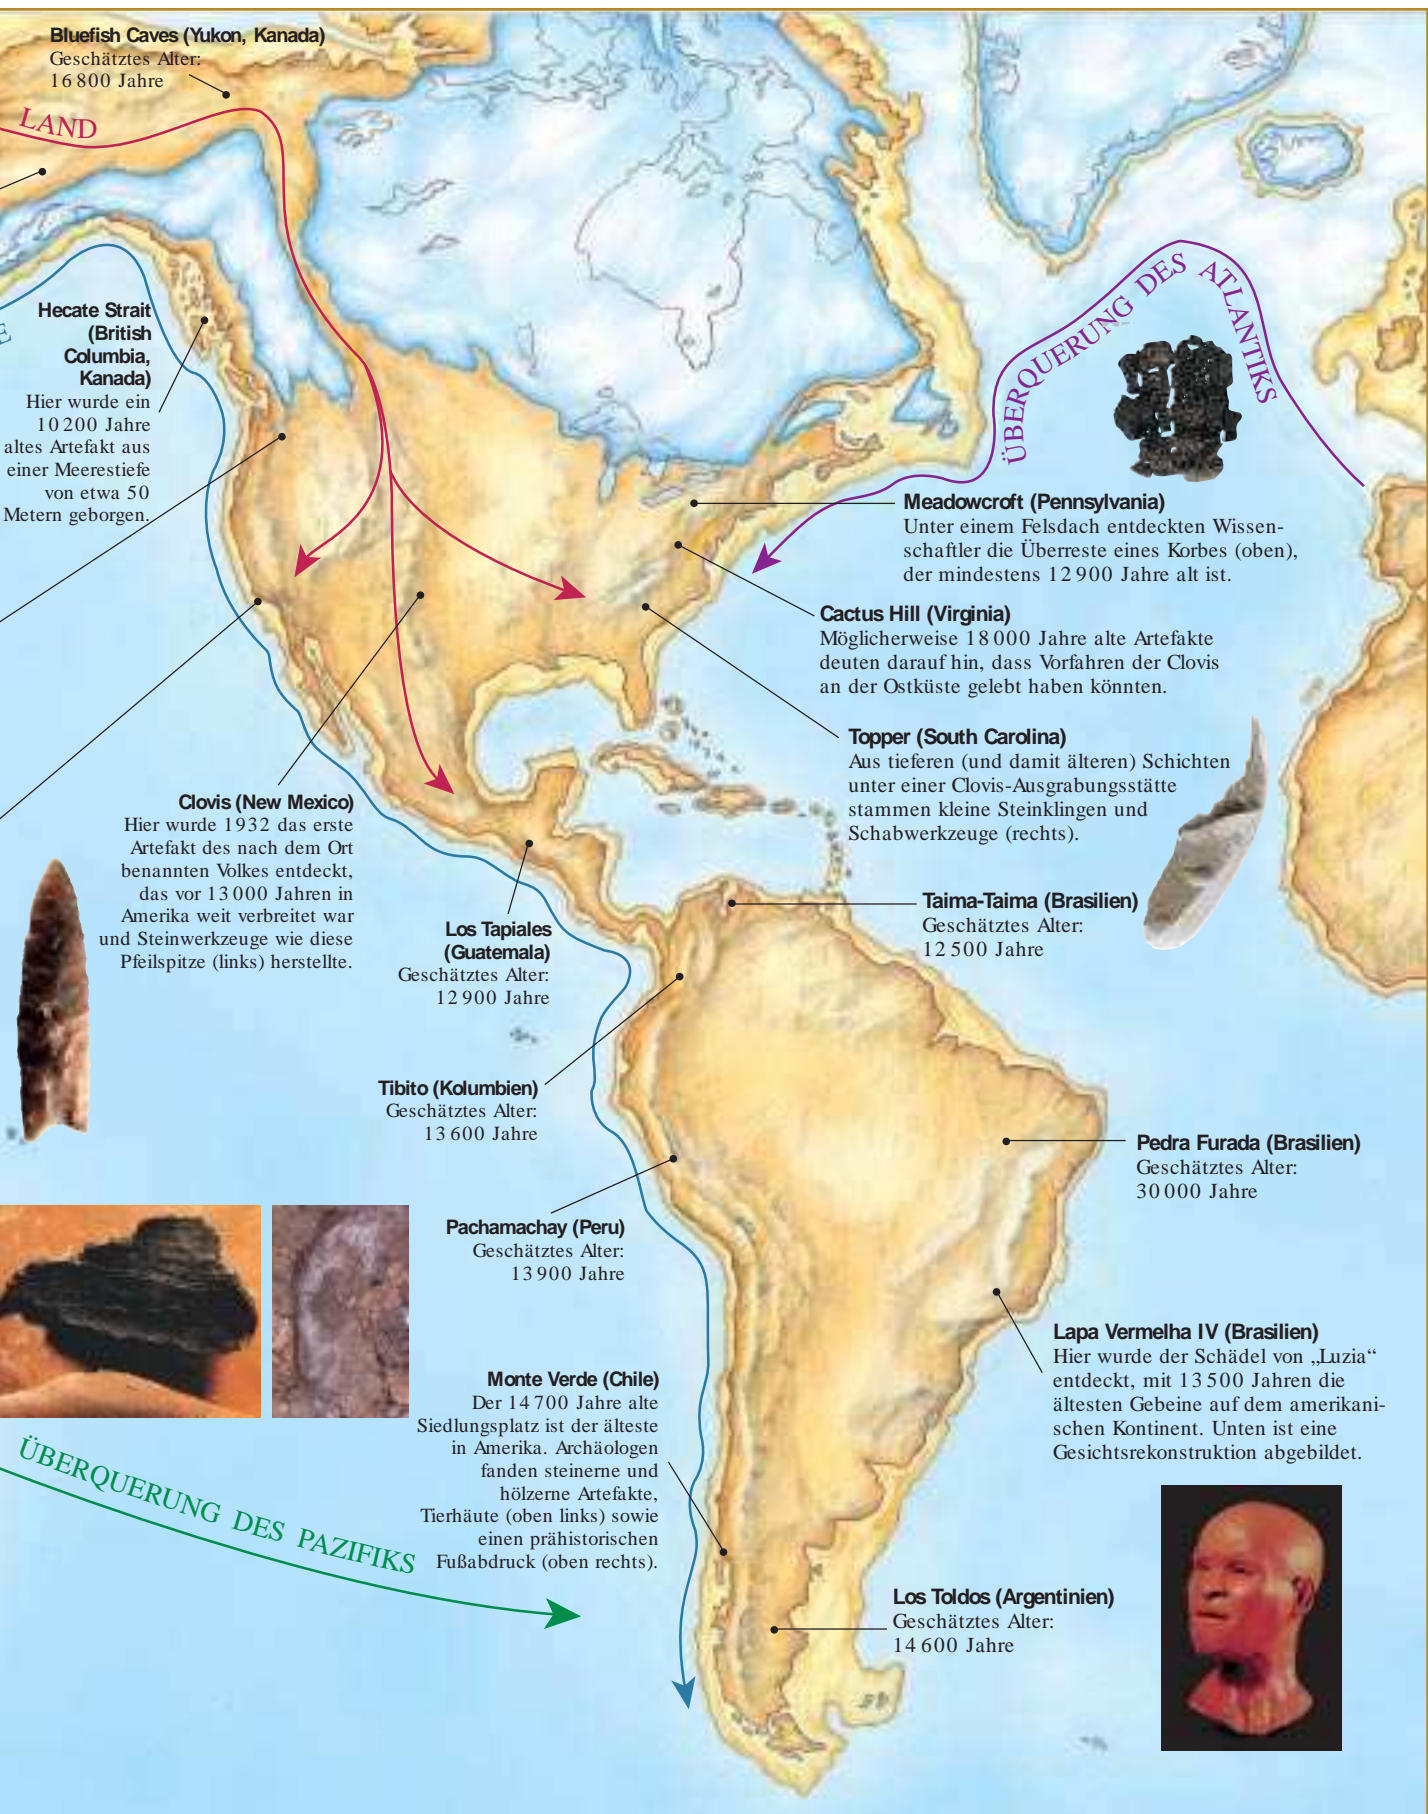 Bluefish Caves (Yukon, Kanada)
Geschätztes Alter:
16 800 Jahre
LAND
E
Hecate Strait
(British
Columbia,
Kanada)
Hier wurde ein
10 200 Jahre
altes Artefakt aus
einer Meerestiefe
von etwa 50
Metern geborgen.
ÜBERQUERUNG DES ATLANTIKS
Meadowcroft (Pennsylvania)
Unter einem Felsdach entdeckten Wissen-
schaftler die Überreste eines Korbes (oben),
der mindestens 12 900 Jahre alt ist.
Cactus Hill (Virginia)
Möglicherweise 18 000 Jahre alte Artefakte
deuten darauf hin, dass Vorfahren der Clovis
an der Ostküste gelebt haben könnten.
Topper (South Carolina)
Aus tieferen (und damit älteren) Schichten
unter einer Clovis-Ausgrabungsstätte
stammen kleine Steinklingen und
Schabwerkzeuge (rechts).
Clovis (New Mexico)
Hier wurde 1932 das erste
Artefakt des nach dem Ort
benannten Volkes entdeckt,
das vor 13 000 Jahren in
Amerika weit verbreitet war
und Steinwerkzeuge wie diese
Pfeilspitze (links) herstellte.
Los Tapiales
(Guatemala)
Geschätztes Alter:
12 900 Jahre
Taima-Taima (Brasilien)
Geschätztes Alter:
12 500 Jahre
Tibito (Kolumbien)
Geschätztes Alter:
13 600 Jahre
Pedra Furada (Brasilien)
Geschätztes Alter:
30 000 Jahre
Pachamachay (Peru)
Geschätztes Alter:
13 900 Jahre
Lapa Vermelha IV (Brasilien)
Hier wurde der Schädel von „Luzia“
entdeckt, mit 13 500 Jahren die
ältesten Gebeine auf dem amerikani-
schen Kontinent. Unten ist eine
Gesichtsrekonstruktion abgebildet.
Monte Verde (Chile)
Der 14 700 Jahre alte
Siedlungsplatz ist der älteste
in Amerika. Archäologen
fanden steinerne und
hölzerne Artefakte,
Tierhäute (oben links) sowie
einen prähistorischen
Fußabdruck (oben rechts).
ÜBERQUERUNG DES PAZIFIKS
Los Toldos (Argentinien)
Geschätztes Alter:
14 600 Jahre